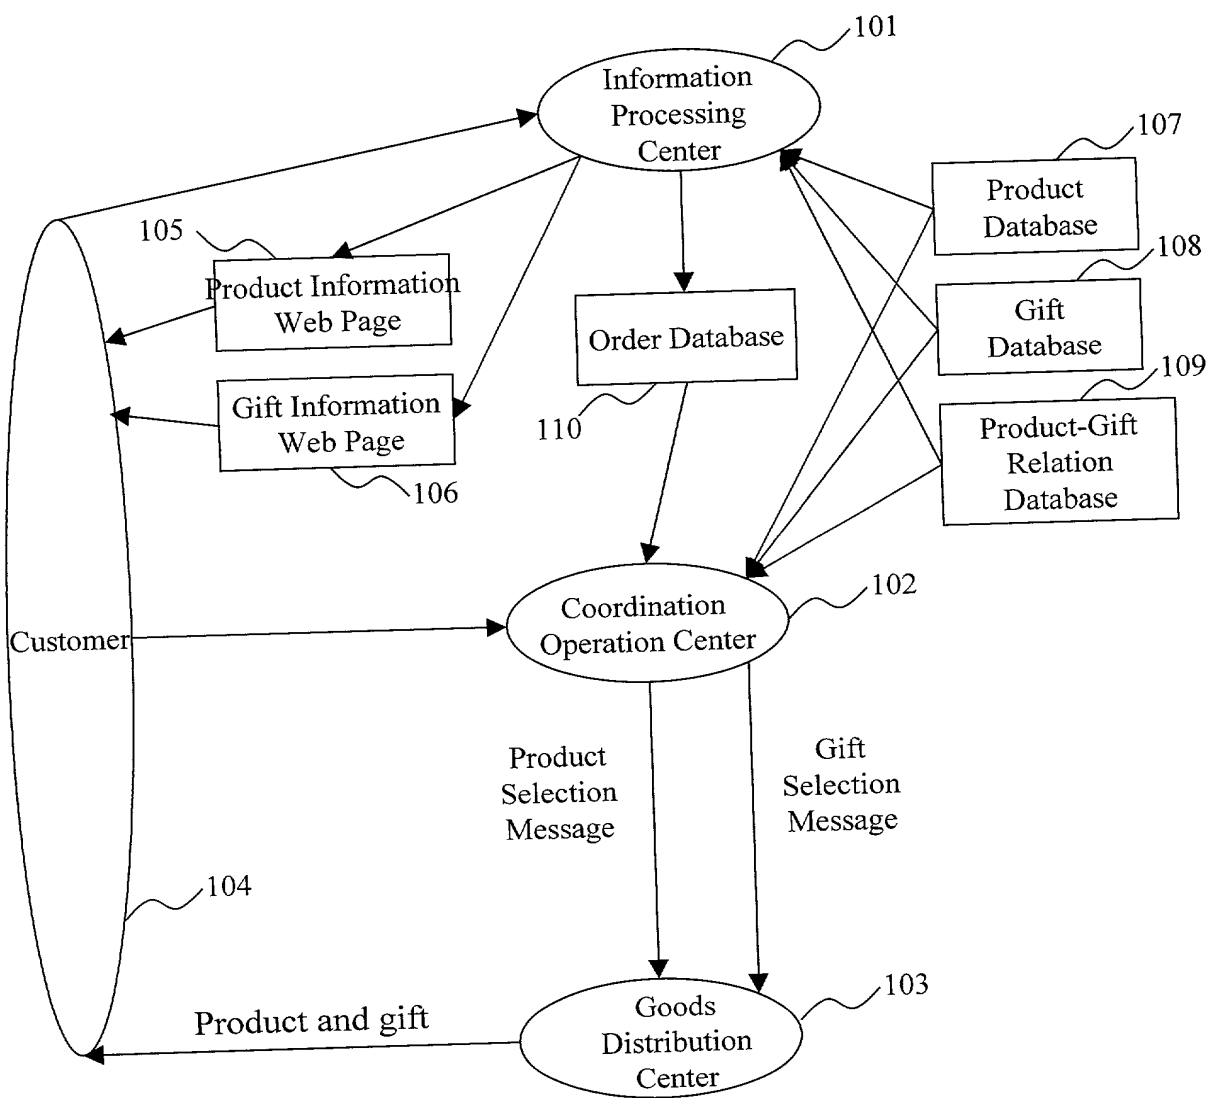 101
Information
Processing
Center
107
Product
Database
105
108
Product Information
Web Page
Gift
Database
Order Database
109
Gift Information
Web Page
110
Product-Gift
Relation
Database
106
102
Coordination
Operation Center
Customer
Product
Selection
Message
Gift
Selection
Message
104
103
Product and gift
Goods
Distribution
Center